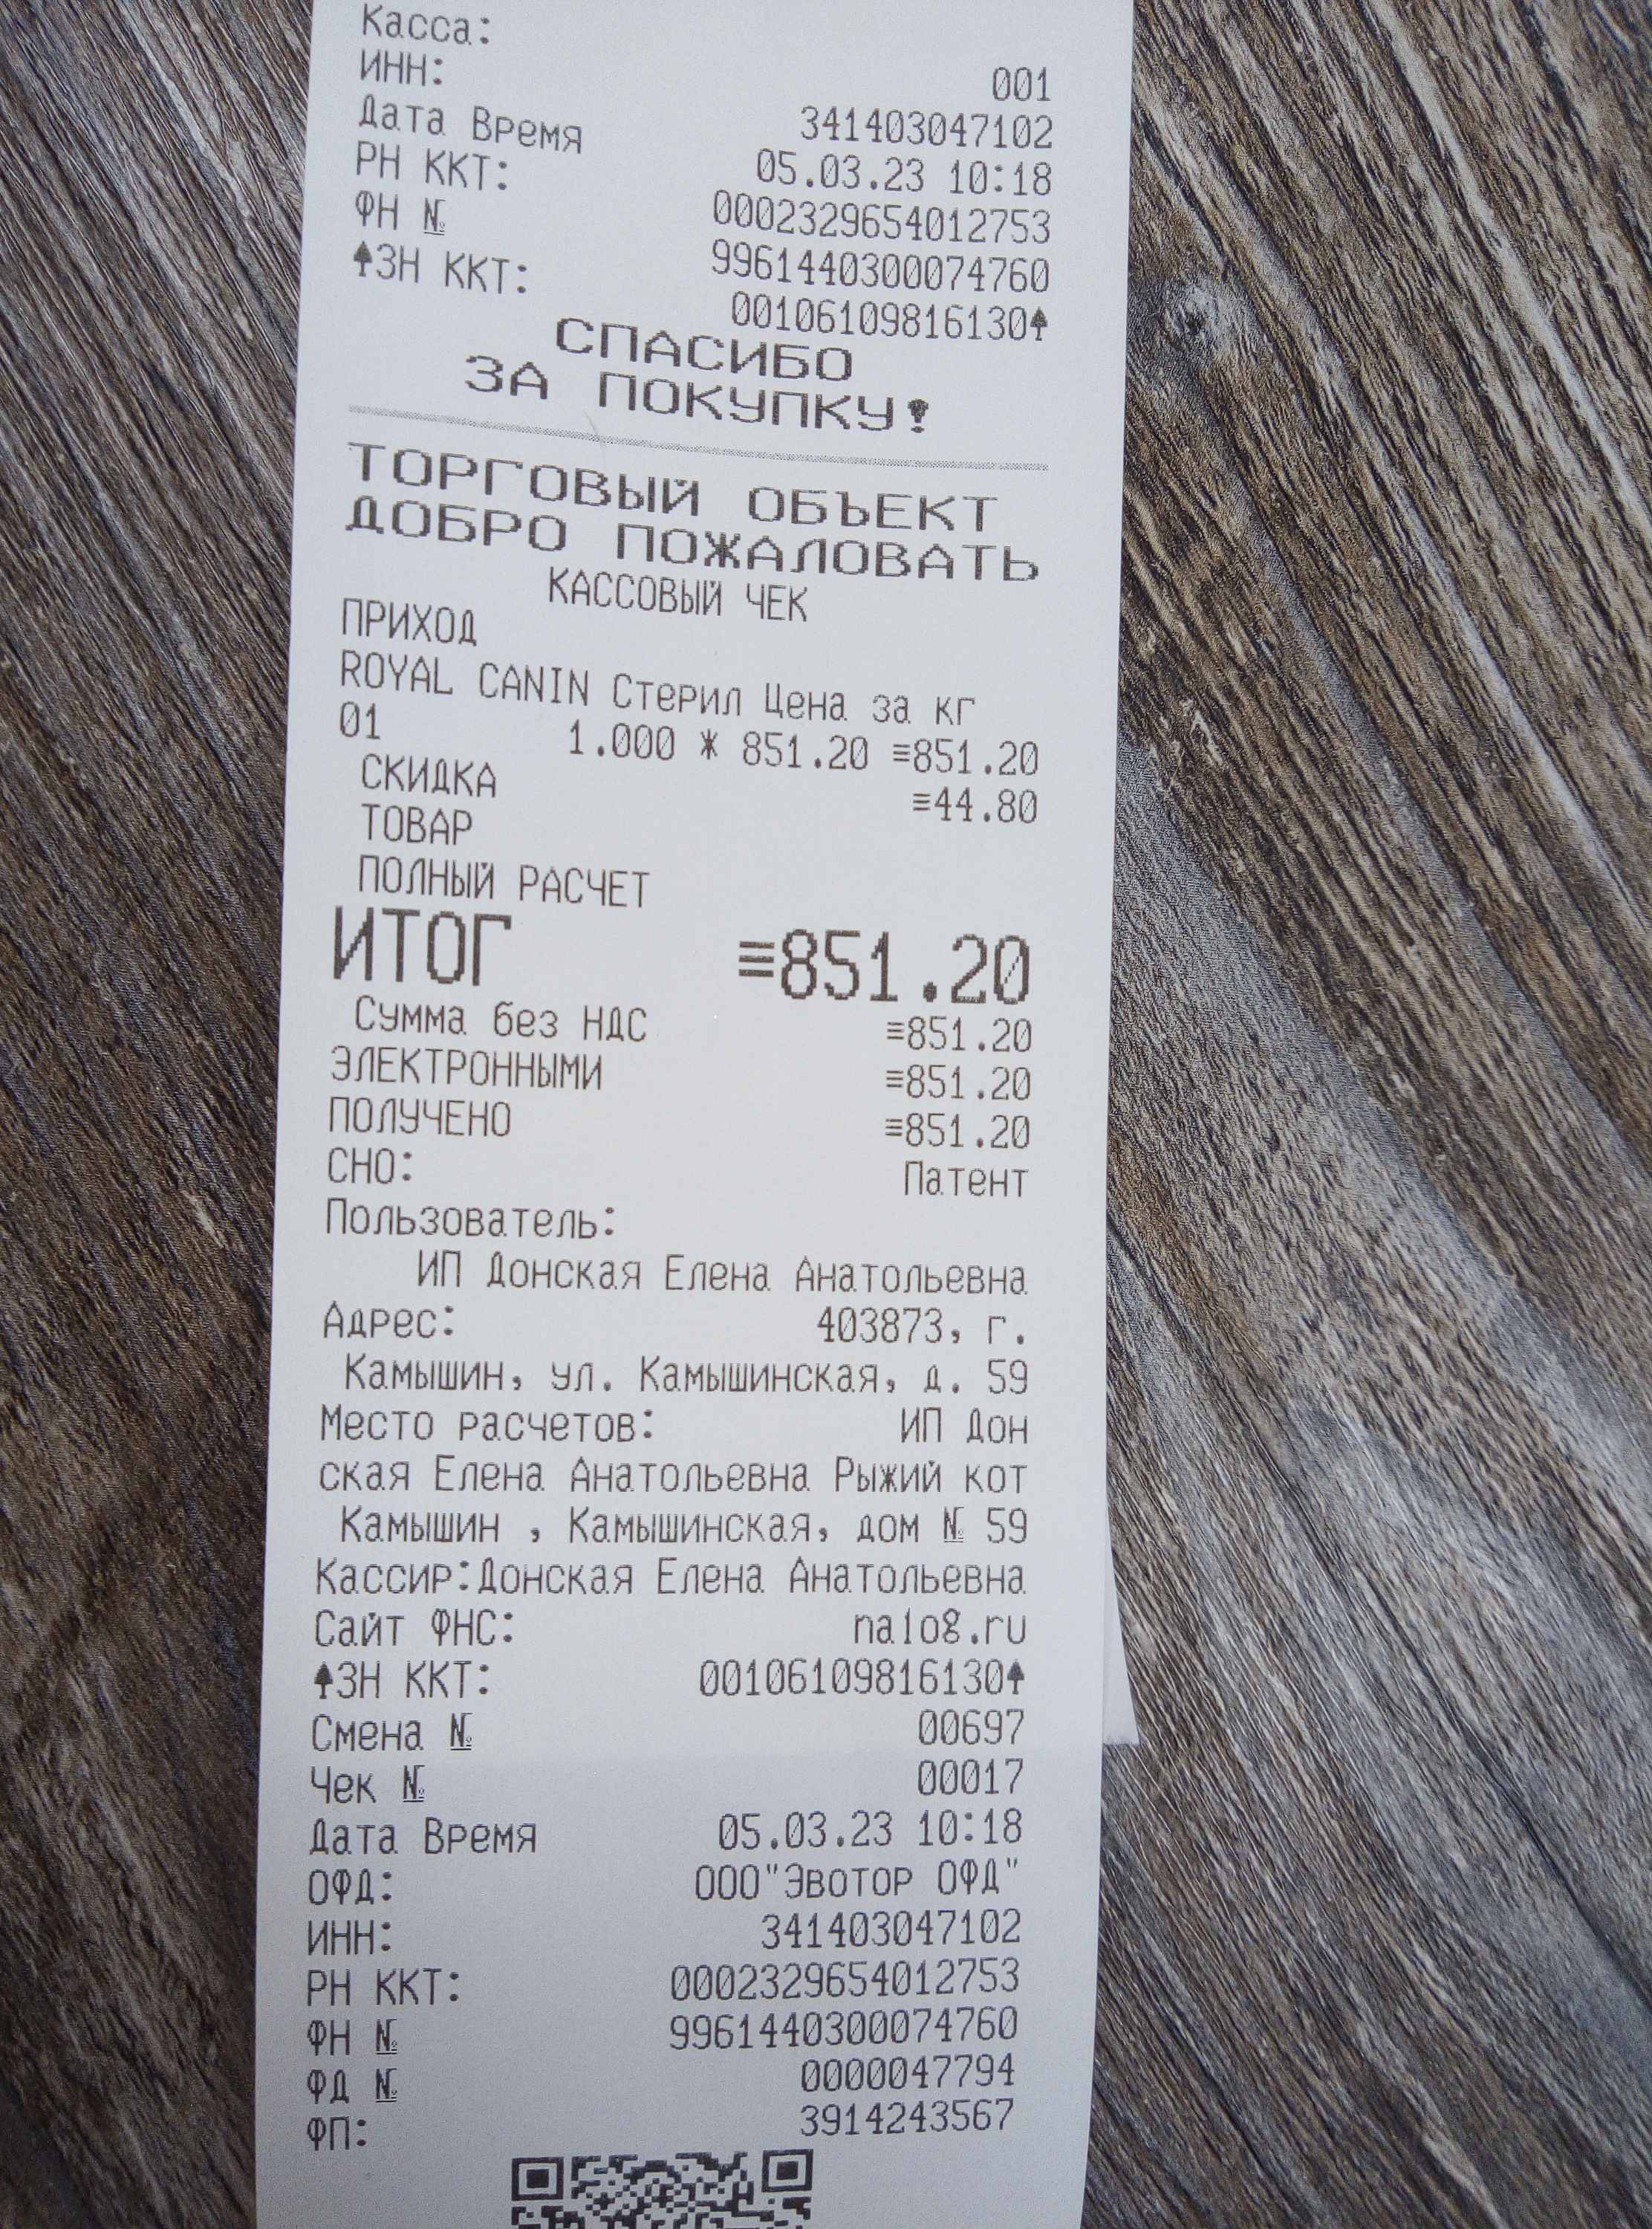 Касса: 001
ИНН: 341403047102
Дата Время 05.03.23 10:18
РН ККТ: 0002329654012753
ФН № 9961440300074760
ЗН ККТ: 00106109816130
СПАСИБО
ЗА ПОКУПКУ!
ТОРГОВЫЙ ОБЪЕКТ
ДОБРО ПОЖАЛОВАТЬ
КАССОВЫЙ ЧЕК
ПРИХОД
ROYAL CANIN Стерил Цена за кг
01 1.000 * 851.20 ≡851.20
СКИДКА ≡44.80
ТОВАР
ПОЛНЫЙ РАСЧЕТ
ИТОГ ≡851.20
Сумма без НДС ≡851.20
ЭЛЕКТРОННЫМИ ≡851.20
ПОЛУЧЕНО ≡851.20
СНО: Патент
Пользователь:
ИП Донская Елена Анатольевна
Адрес: 403873, г.
Камышин, ул. Камышинская, д. 59
Место расчетов: ИП Дон
ская Елена Анатольевна Рыжий кот
Камышин , Камышинская, дом № 59
Кассир:Донская Елена Анатольевна
Сайт ФНС: nalog.ru
ЗН ККТ: 00106109816130
Смена № 00697
Чек № 00017
Дата Время 05.03.23 10:18
ОФД: ООО"Эвотор ОФД"
ИНН: 341403047102
РН ККТ: 0002329654012753
ФН № 9961440300074760
ФД № 0000047794
ФП: 3914243567